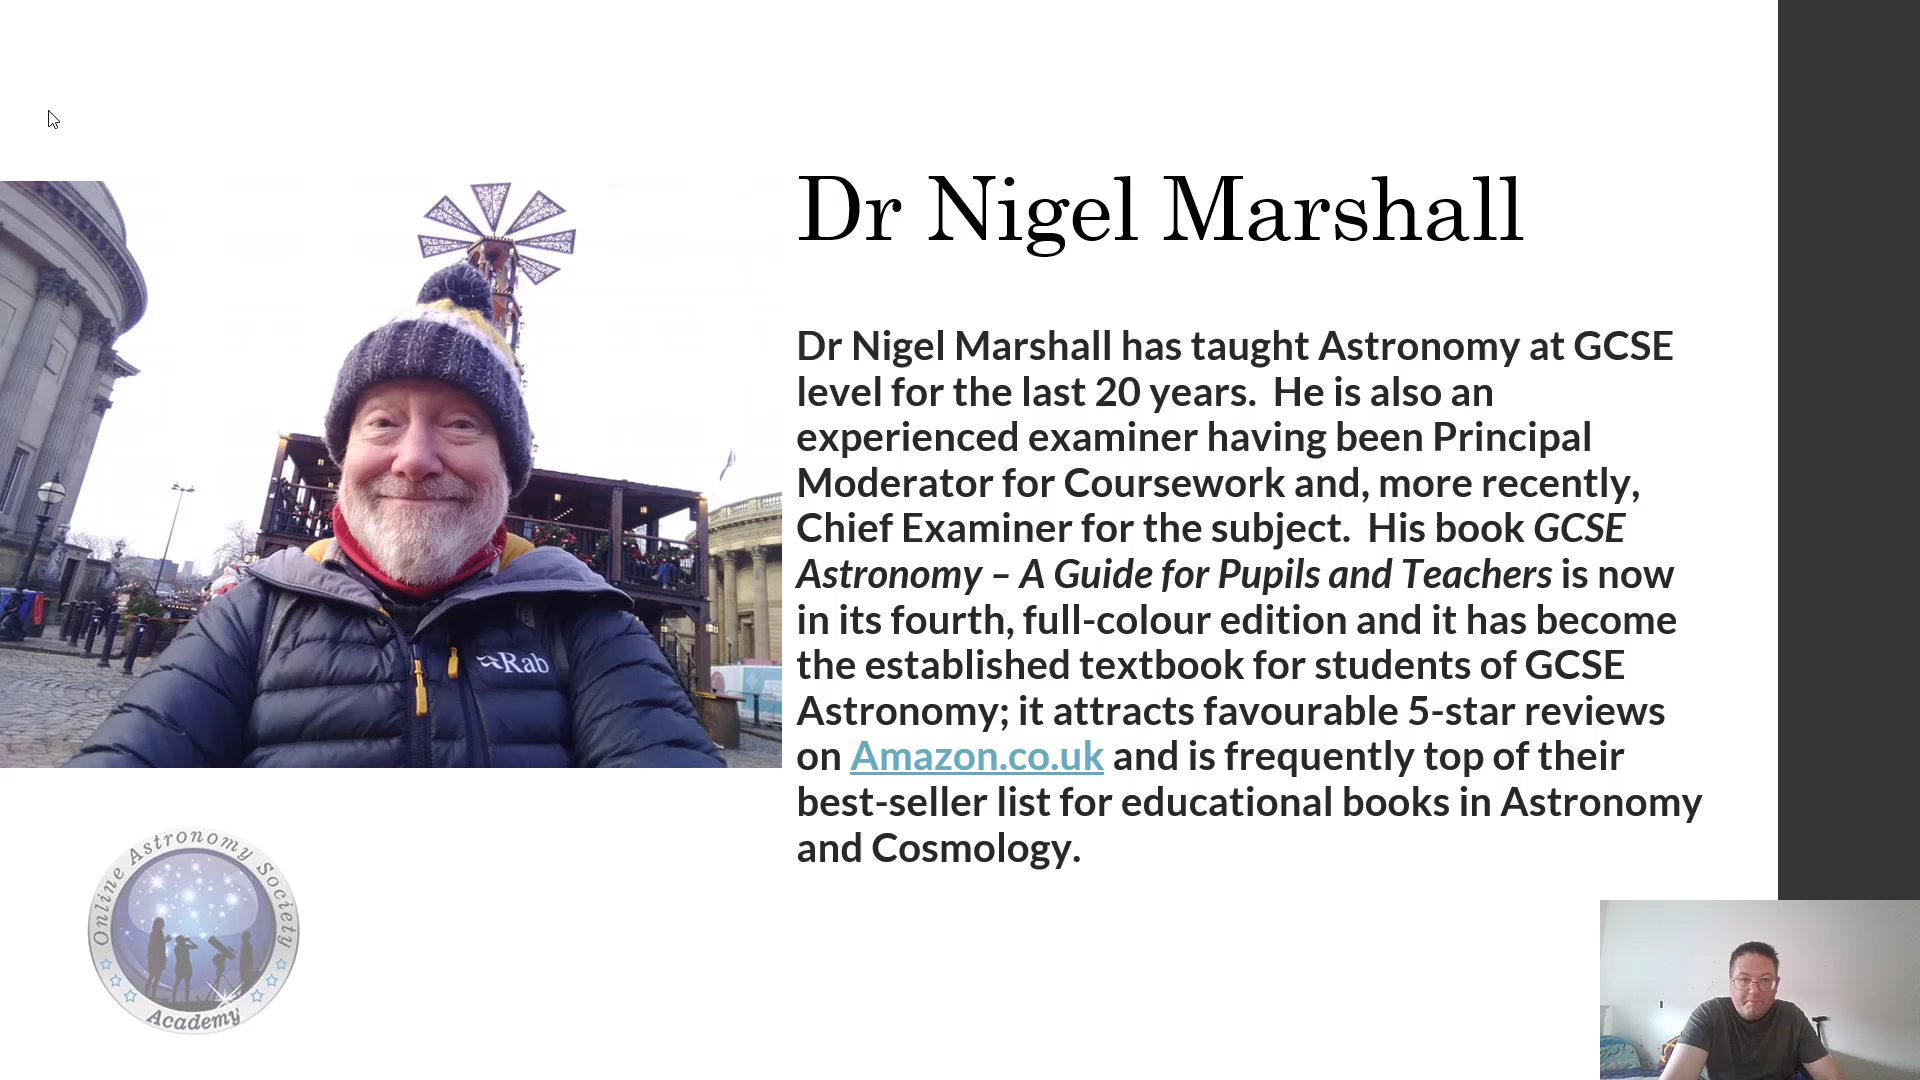 Dr Nigel Marshall
Dr Nigel Marshall has taught Astronomy at GCSE
level for the last 20 years.  He is also an
experienced examiner having been Principal
Moderator for Coursework and, more recently,
Chief Examiner for the subject.  His book GCSE
Astronomy – A Guide for Pupils and Teachers is now
in its fourth, full-colour edition and it has become
the established textbook for students of GCSE
Astronomy; it attracts favourable 5-star reviews
on Amazon.co.uk and is frequently top of their
best-seller list for educational books in Astronomy
and Cosmology.
Rab
Online Astronomy Society
Academy